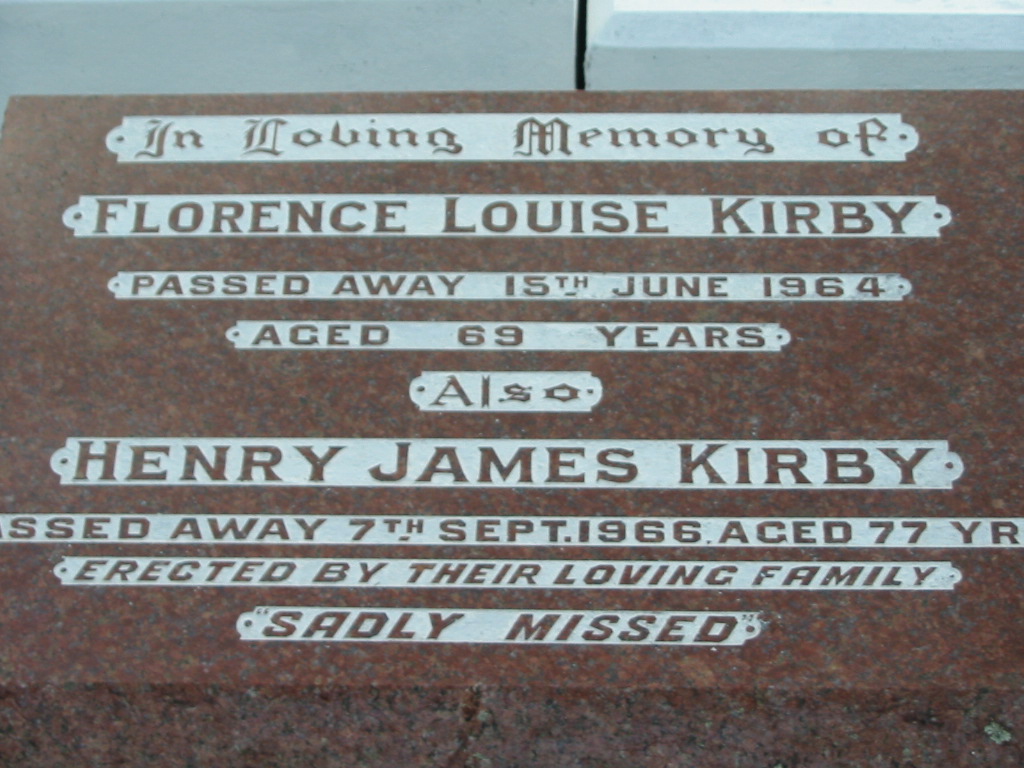 In Loving Memory of
FLORENCE LOUISE KIRBY
PASSED AWAY 15TH JUNE 1964
AGED 69 YEARS
Also
HENRY JAMES KIRBY
ASSED AWAY 7TH SEPT. 1966. AGED 77 YR
ERECTED BY THEIR LOVING FAMILY
"SADLY MISSED"